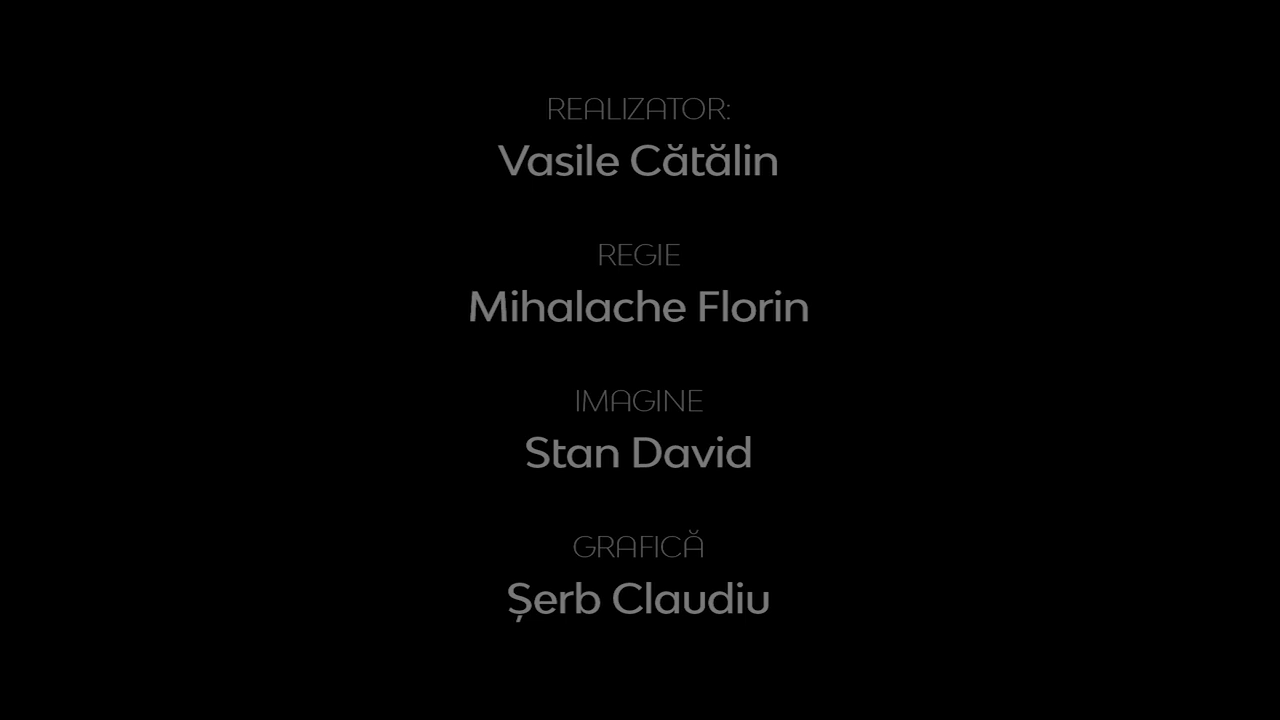 REALIZATOR:
Vasile Cătălin
REGIE
Mihalache Florin
IMAGINE
Stan David
GRAFICĂ
Șerb Claudiu